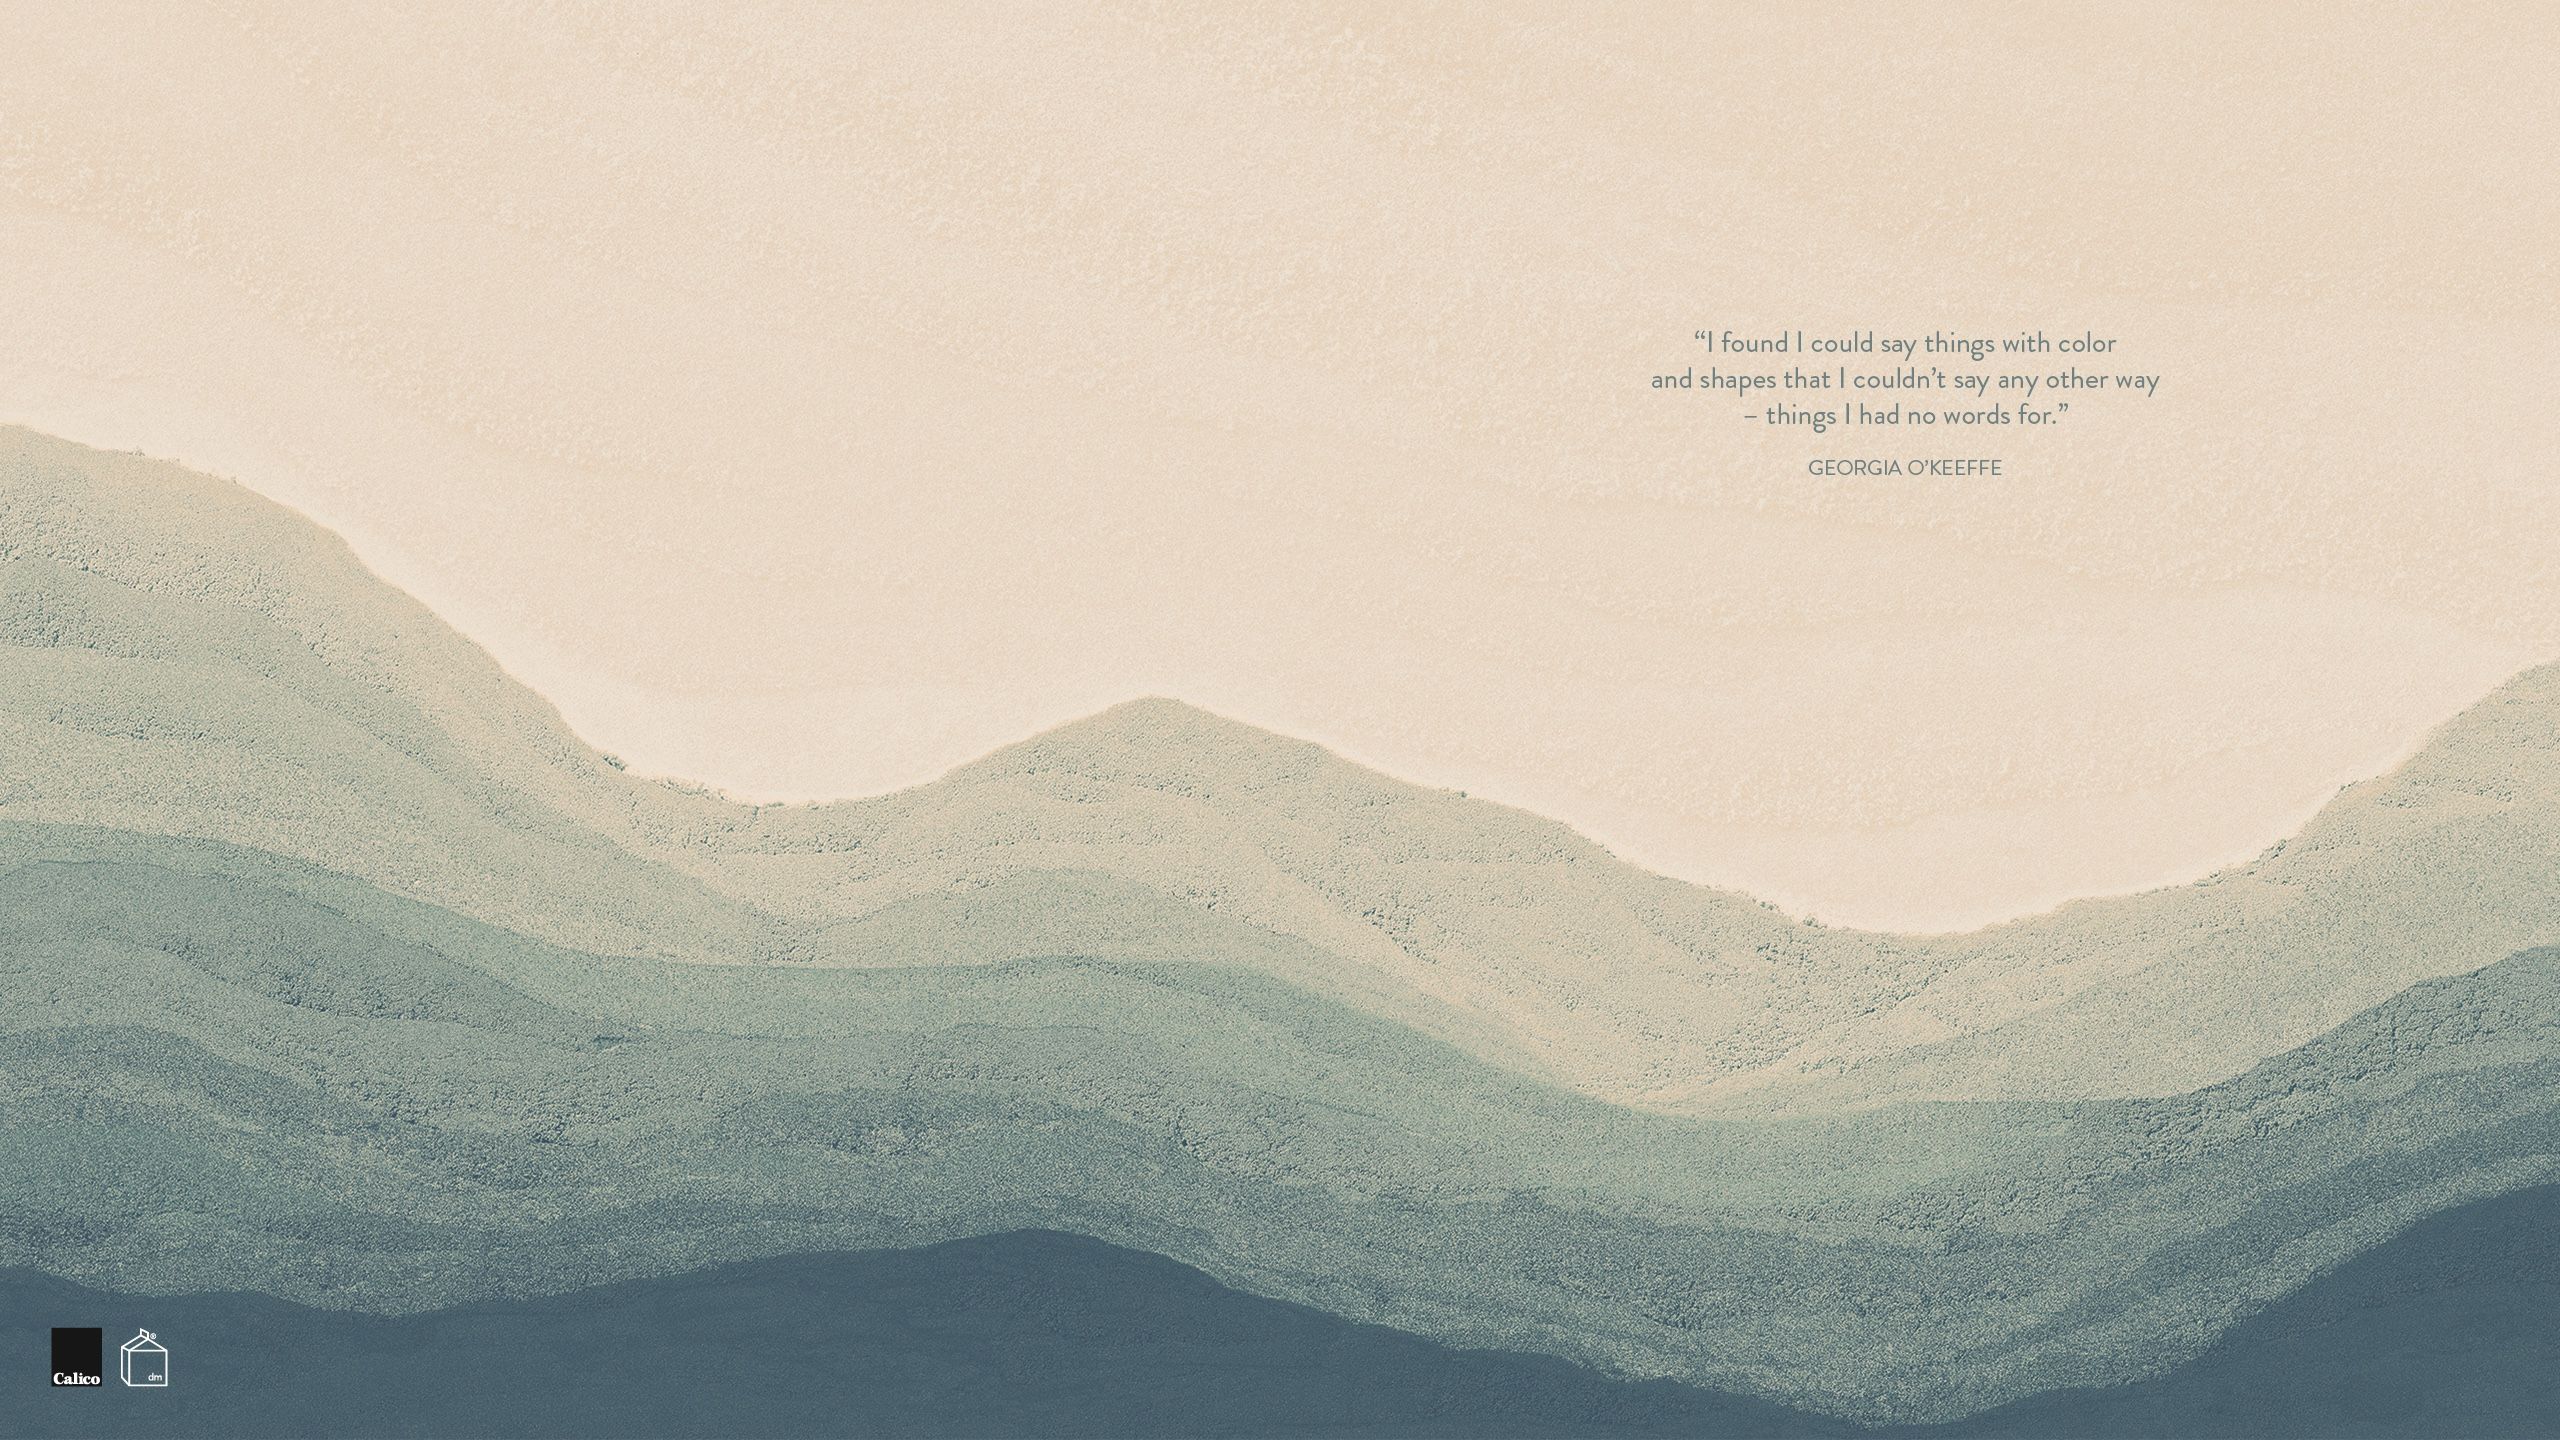 “I found I could say things with color
and shapes that I couldn’t say any other way
– things I had no words for.”
GEORGIA O’KEEFFE
Calico
dm
®